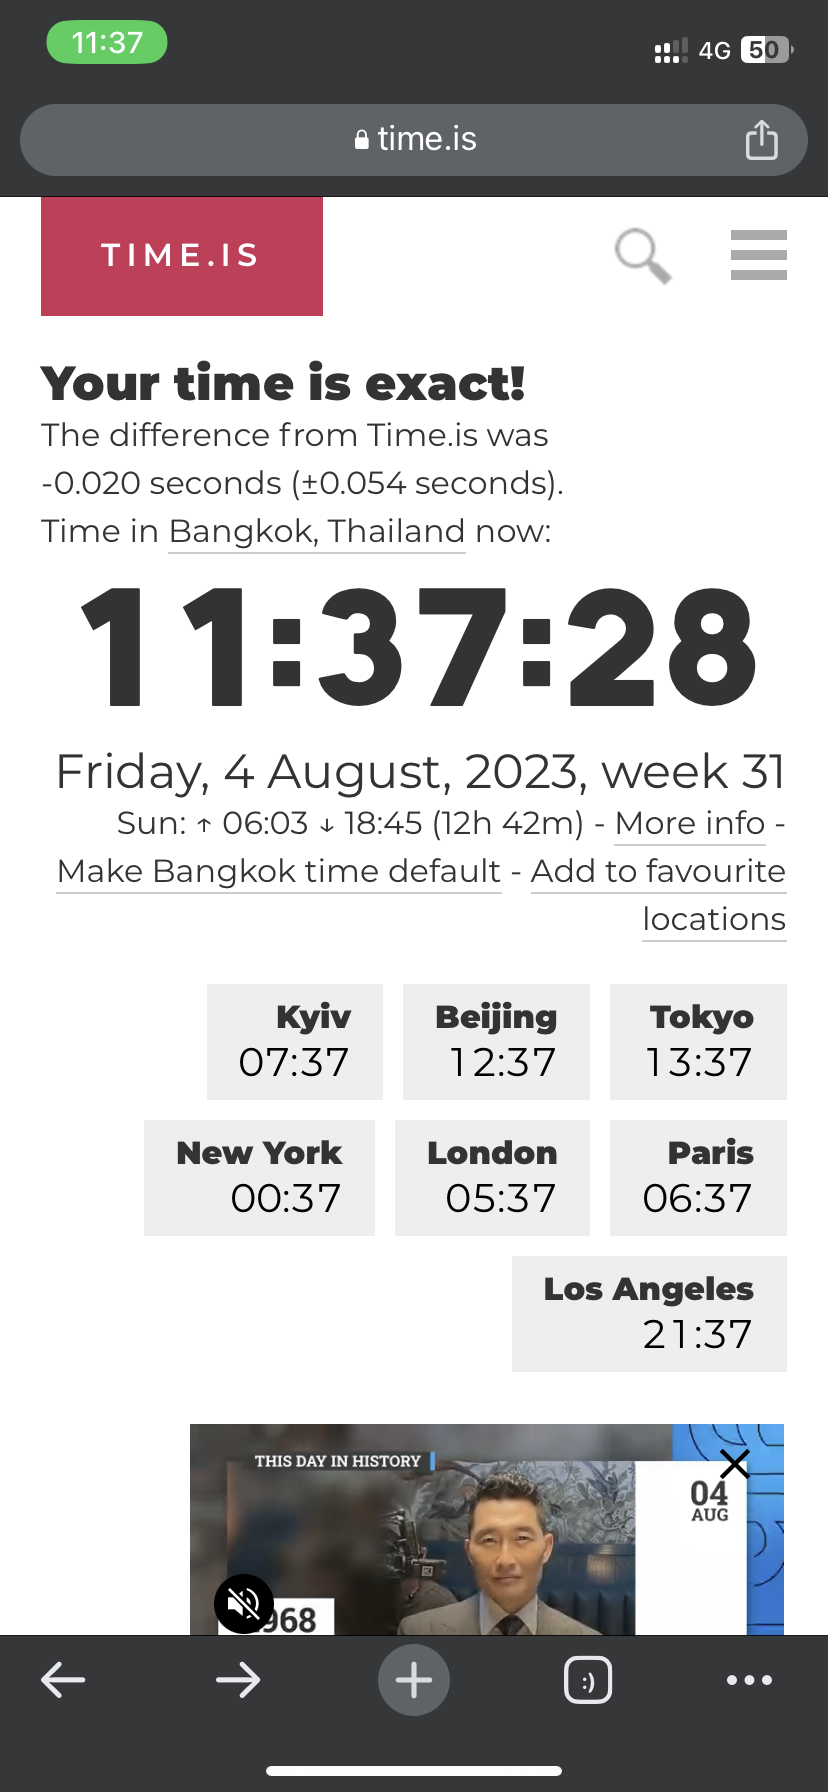 11:37
4G 50
time.is
TIME.IS
Your time is exact!
The difference from Time.is was
-0.020 seconds (±0.054 seconds).
Time in Bangkok, Thailand now:
11:37:28
Friday, 4 August, 2023, week 31
Sun: ↑ 06:03 ↓ 18:45 (12h 42m) - More info -
Make Bangkok time default - Add to favourite
locations
Kyiv Beijing Tokyo
07:37 12:37 13:37
New York London Paris
00:37 05:37 06:37
Los Angeles
21:37
THIS DAY IN HISTORY
04
AUG
968
:)